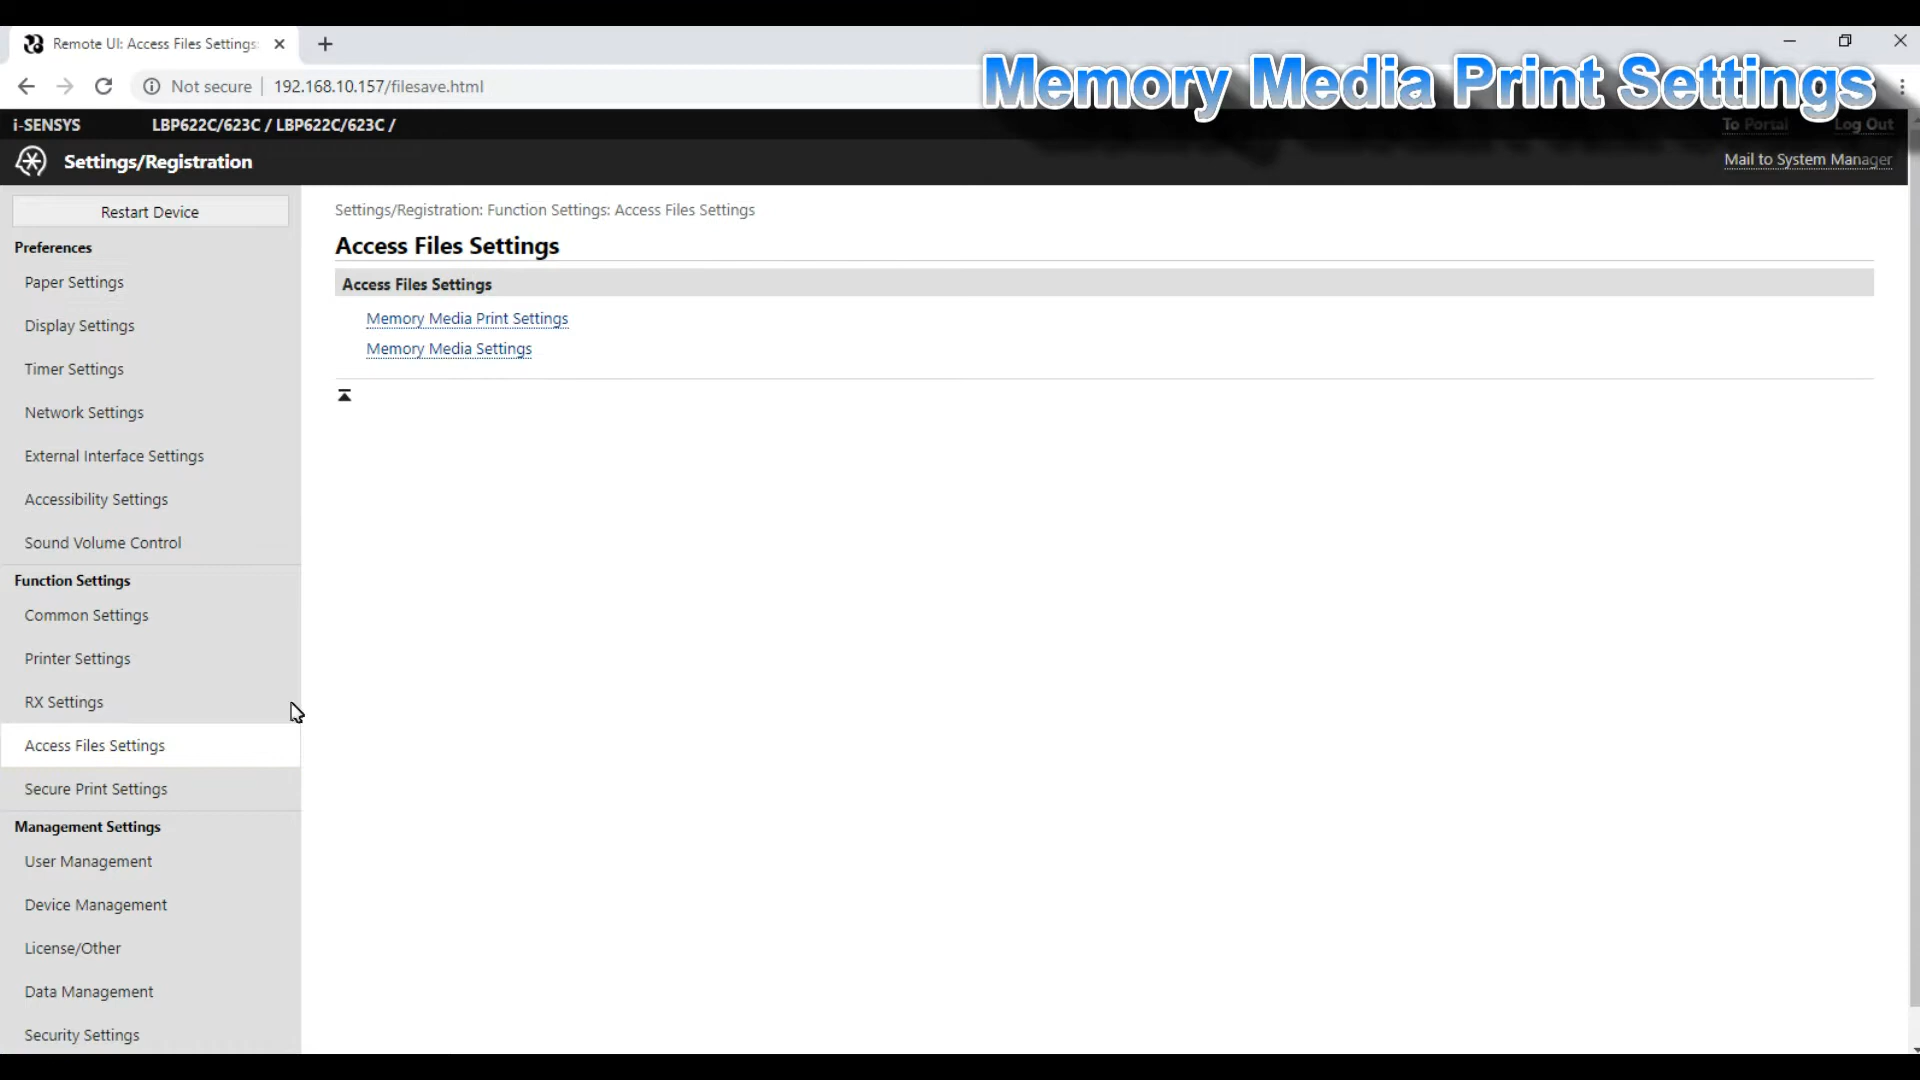 Remote UI: Access Files Settings:
Not secure
192.168.10.157/filesave.html
Memory Media Print Settings
i-SENSYS
LBP622C/623C / LBP622C/623C /
To Portal
Log Out
Settings/Registration
Mail to System Manager
Restart Device
Preferences
Paper Settings
Display Settings
Timer Settings
Network Settings
External Interface Settings
Accessibility Settings
Sound Volume Control
Function Settings
Common Settings
Printer Settings
RX Settings
Access Files Settings
Secure Print Settings
Management Settings
User Management
Device Management
License/Other
Data Management
Security Settings
Settings/Registration: Function Settings: Access Files Settings
Access Files Settings
Access Files Settings
Memory Media Print Settings
Memory Media Settings